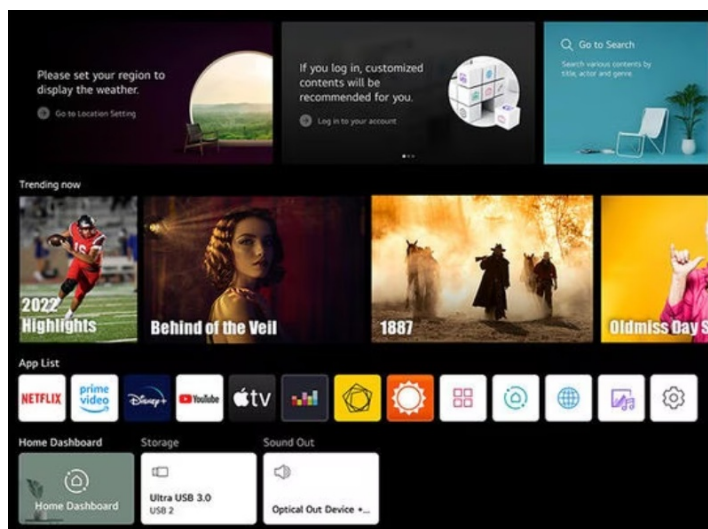 Please set your region to
display the weather.
Go to Location Setting
If you log in, customized
contents will be
recommended for you.
Log in to your account
Go to Search
Search various contents by
title, actor and genre
Trending now
2022
Highlights
Behind of the Veil
1887
Oldmiss Day S
App List
NETFLIX
prime
video
Disney+
YouTube
tv
Home Dashboard
Storage
Sound Out
Home Dashboard
Ultra USB 3.0
USB 2
Optical Out Device +...